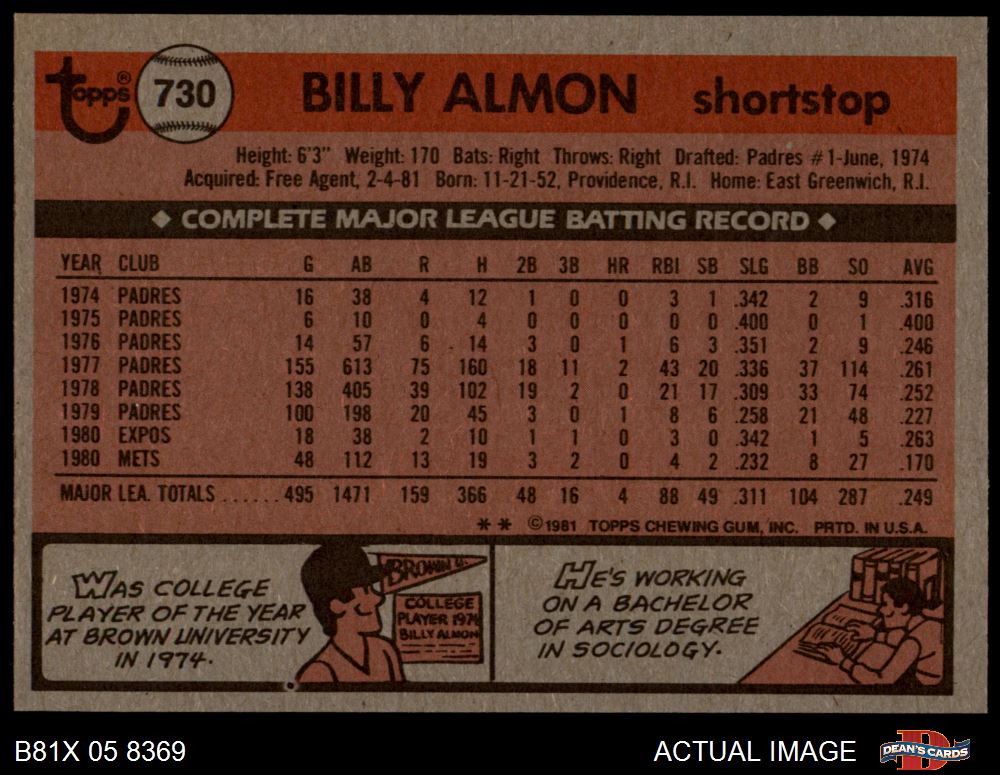 Topps® 730 BILLY ALMON shortstop
Height: 6'3" Weight: 170 Bats: Right Throws: Right Drafted: Padres #1-June, 1974
Acquired: Free Agent, 2-4-81 Born: 11-21-52, Providence, R.I. Home: East Greenwich, R.I.
◆ COMPLETE MAJOR LEAGUE BATTING RECORD ◆
YEAR CLUB G AB R H 2B 3B HR RBI SB SLG BB SO AVG
1974 PADRES 16 38 4 12 1 0 0 3 1 .342 2 9 .316
1975 PADRES 6 10 0 4 0 0 0 0 0 .400 0 1 .400
1976 PADRES 14 57 6 14 3 0 1 6 3 .351 2 9 .246
1977 PADRES 155 613 75 160 18 11 2 43 20 .336 37 114 .261
1978 PADRES 138 405 39 102 19 2 0 21 17 .309 33 74 .252
1979 PADRES 100 198 20 45 3 0 1 8 6 .258 21 48 .227
1980 EXPOS 18 38 2 10 1 1 0 3 0 .342 1 5 .263
1980 METS 48 112 13 19 3 2 0 4 2 .232 8 27 .170
MAJOR LEA. TOTALS ...... 495 1471 159 366 48 16 4 88 49 .311 104 287 .249
** ©1981 TOPPS CHEWING GUM, INC. PRTD. IN U.S.A.
WAS COLLEGE
PLAYER OF THE YEAR
AT BROWN UNIVERSITY
IN 1974.
BROWN U.
COLLEGE
PLAYER 1974
BILLY ALMON
HE'S WORKING
ON A BACHELOR
OF ARTS DEGREE
IN SOCIOLOGY.
B81X 05 8369 ACTUAL IMAGE DEAN'S CARDS